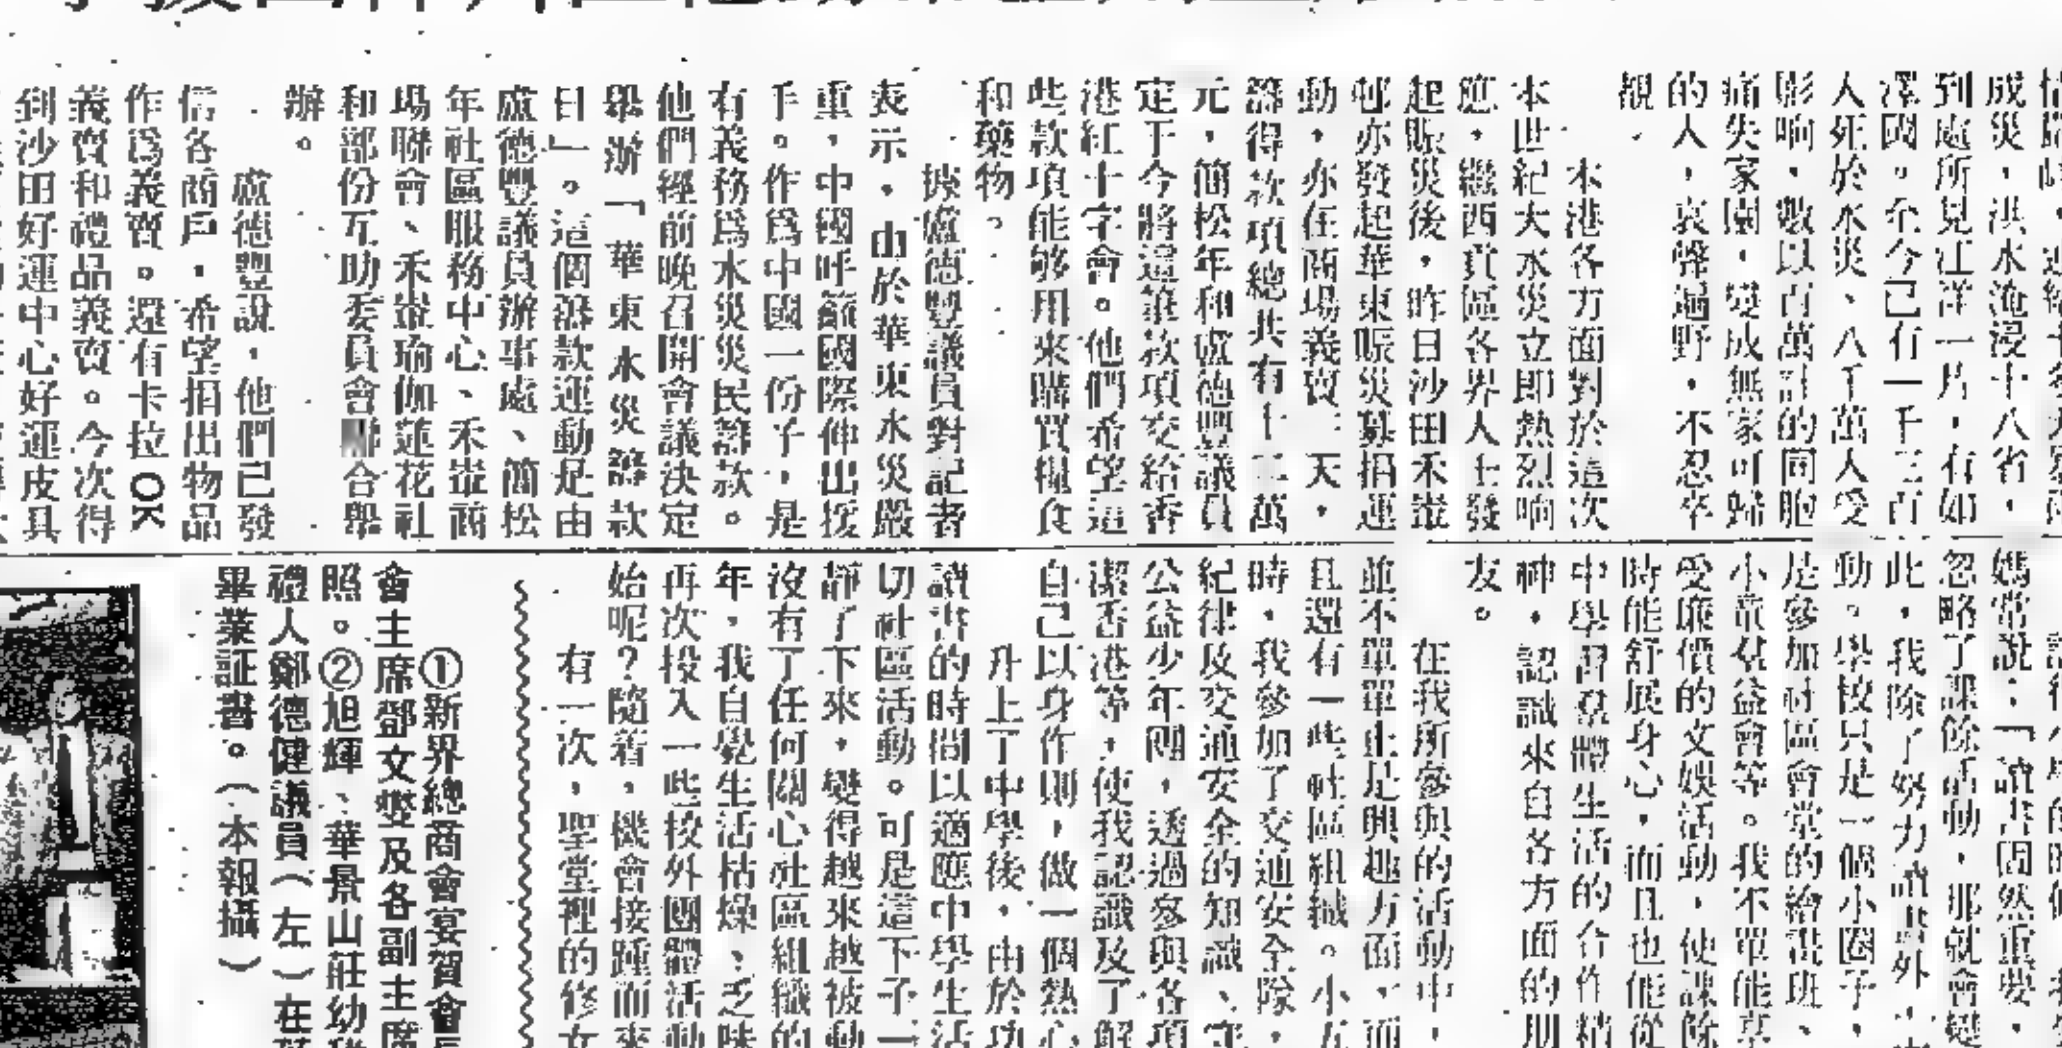 成災，洪水淹浸十八省，
到處所見汪洋一片，有如
澤國。至今已有一千三百
人死於水災、八千萬人受
影响，數以百萬計的同胞
痛失家園，變成無家可歸
的人，哀聲遍野，不忍卒
覩。
本港各方面對於這次
本世紀大水災立即熱烈响
應，繼西貢區各界人士發
起賑災後，昨日沙田禾輋
邨亦發起華東賑災募捐運
動，亦在商場義賣一天，
籌得款項總共有十二萬
元，簡松年和盧德豐議員
定于今將這筆款項交給香
港紅十字會。他們希望這
些款項能够用來購買糧食
和藥物。
據盧德豐議員對記者
表示，由於華東水災嚴
重，中國呼籲國際伸出援
手。作爲中國一份子，是
有義務爲水災災民籌款。
他們經前晚召開會議決定
舉辦「華東水災籌款
日」。這個籌款運動是由
盧德豐議員辦事處、簡松
年社區服務中心、禾輋商
場聯會、禾輋瑜伽蓮花社
和部份互助委員會聯合舉
辦。
盧德豐說，他們已發
信各商戶，希望捐出物品
作爲義賣。還有卡拉OK
義賣和禮品義賣。今次得
到沙田好運中心好運皮具
媽常說：「讀書固然重要，
忽略了課餘活動，那就會變
此，我除了努力讀書外，
動。學校只是一個小圈子，
是參加社區會堂的繪畫班、
小童羣益會等。我不單能享
受廉價的文娛活動，使課餘
時能舒展身心，而且也能從
中學習羣體生活的合作精
神，認識來自各方面的朋
友。
在我所參與的活動中，
並不單單止是興趣方面，而
且還有一些社區組織。小五
時，我參加了交通安全隊，
紀律及交通安全的知識、守
公益少年團，透過參與各項
潔香港等，使我認識及了解
自己以身作則，做一個熱心
升上了中學後，由於功
讀書的時間以適應中學生活
切社區活動。可是這下子一
靜了下來，變得越來越被動
沒有了任何關心社區組織的
年，我自覺生活枯燥、乏味
再次投入一些校外團體活動
始呢？隨着，機會接踵而來
有一次，聖堂裡的修女
①新界總商會宴賀會長
會主席鄧文燮及各副主席
照。②旭輝、華景山莊幼稚
禮人鄭德健議員（左）在
畢業証書。（本報攝）